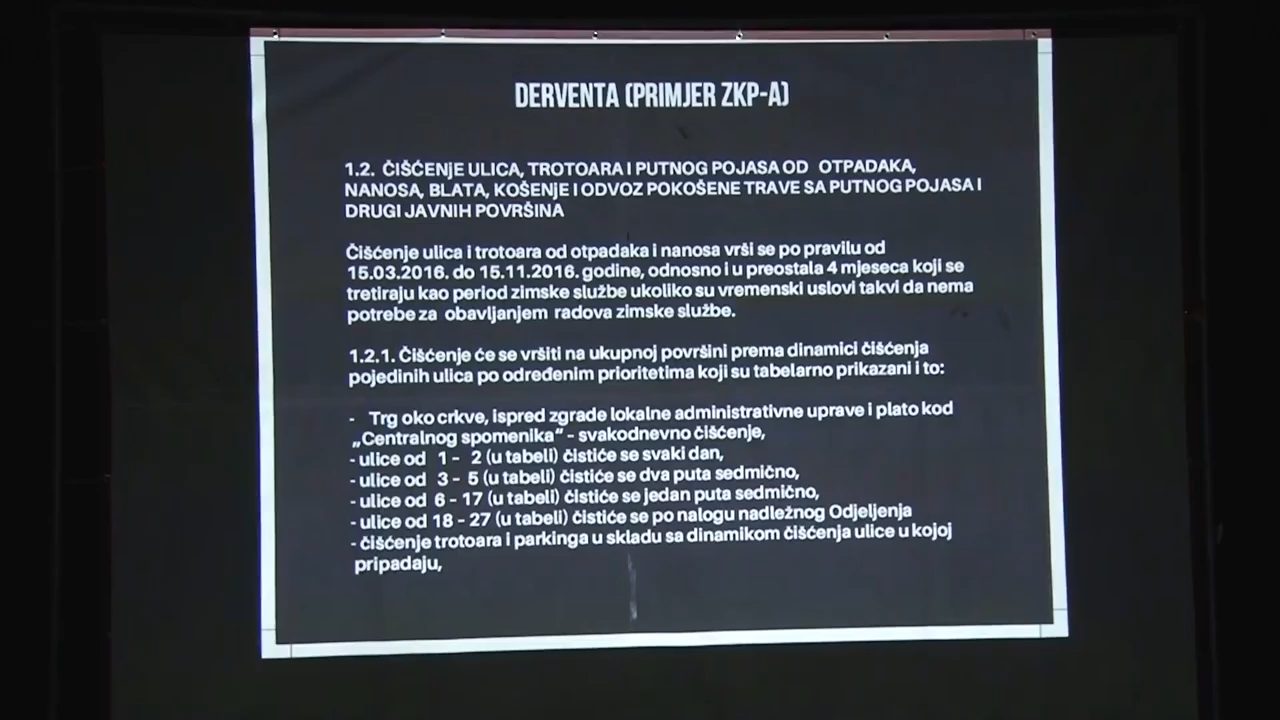 DERVENTA (PRIMJER ZKP-A)
1.2. ČIŠĆENjE ULICA, TROTOARA I PUTNOG POJASA OD OTPADAKA,
NANOSA, BLATA, KOŠENjE I ODVOZ POKOŠENE TRAVE SA PUTNOG POJASA I
DRUGI JAVNIH POVRŠINA
Čišćenje ulica i trotoara od otpadaka i nanosa vrši se po pravilu od
15.03.2016. do 15.11.2016. godine, odnosno i u preostala 4 mjeseca koji se
tretiraju kao period zimske službe ukoliko su vremenski uslovi takvi da nema
potrebe za obavljanjem radova zimske službe.
1.2.1. Čišćenje će se vršiti na ukupnoj površini prema dinamici čišćenja
pojedinih ulica po određenim prioritetima koji su tabelarno prikazani i to:
- Trg oko crkve, ispred zgrade lokalne administrativne uprave i plato kod
„Centralnog spomenika“ – svakodnevno čišćenje,
- ulice od 1 – 2 (u tabeli) čistiće se svaki dan,
- ulice od 3 – 5 (u tabeli) čistiće se dva puta sedmično,
- ulice od 6 – 17 (u tabeli) čistiće se jedan puta sedmično,
- ulice od 18 – 27 (u tabeli) čistiće se po nalogu nadležnog Odjeljenja
- čišćenje trotoara i parkinga u skladu sa dinamikom čišćenja ulice u kojoj
pripadaju,